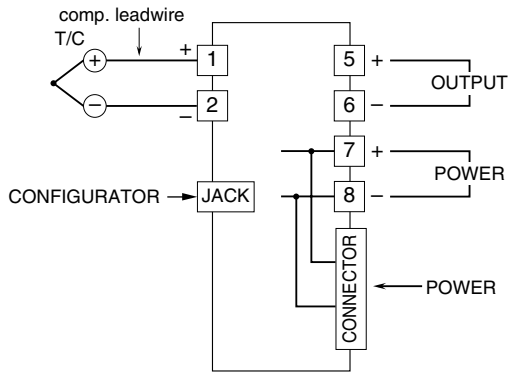 comp. leadwire
T/C
+
+
−
−
1
2
5
+
OUTPUT
6
−
7
+
POWER
8
−
CONFIGURATOR
JACK
CONNECTOR
POWER